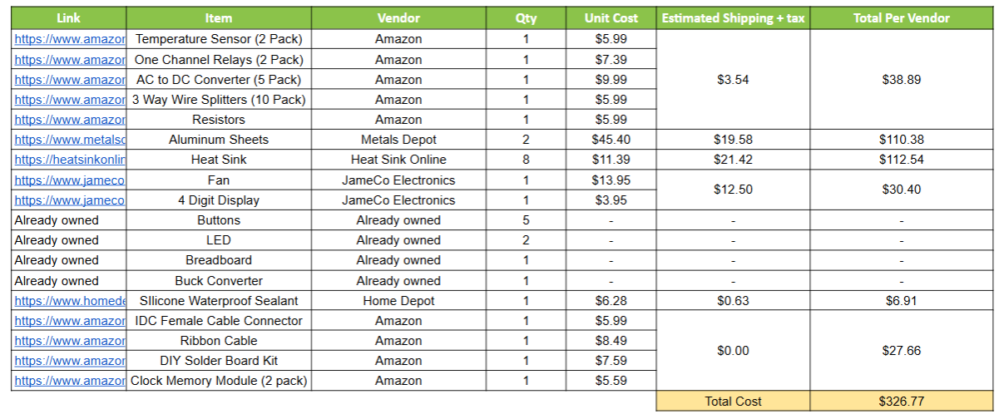 Link Item Vendor Qty Unit Cost Estimated Shipping + tax Total Per Vendor
https://www.amazor Temperature Sensor (2 Pack) Amazon 1 $5.99
https://www.amazor One Channel Relays (2 Pack) Amazon 1 $7.39
https://www.amazor AC to DC Converter (5 Pack) Amazon 1 $9.99 $3.54 $38.89
https://www.amazor 3 Way Wire Splitters (10 Pack) Amazon 1 $5.99
https://www.amazor Resistors Amazon 1 $5.99
https://www.metalsc Aluminum Sheets Metals Depot 2 $45.40 $19.58 $110.38
https://heatsinkonlin Heat Sink Heat Sink Online 8 $11.39 $21.42 $112.54
https://www.jameco Fan JameCo Electronics 1 $13.95 $12.50 $30.40
https://www.jameco 4 Digit Display JameCo Electronics 1 $3.95
Already owned Buttons Already owned 5 - - -
Already owned LED Already owned 2 - - -
Already owned Breadboard Already owned 1 - - -
Already owned Buck Converter Already owned 1 - - -
https://www.homede SIlicone Waterproof Sealant Home Depot 1 $6.28 $0.63 $6.91
https://www.amazor IDC Female Cable Connector Amazon 1 $5.99
https://www.amazor Ribbon Cable Amazon 1 $8.49 $0.00 $27.66
https://www.amazor DIY Solder Board Kit Amazon 1 $7.59
https://www.amazor Clock Memory Module (2 pack) Amazon 1 $5.59
Total Cost $326.77